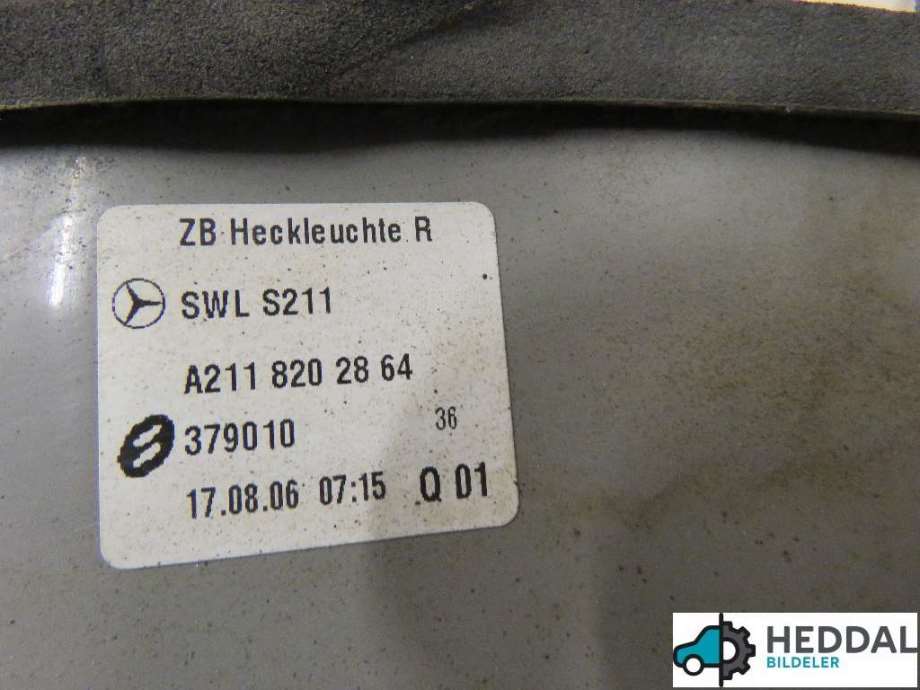 ZB Heckleuchte R
SWL S211
A211 820 28 64
379010 36
17.08.06 07:15 Q 01
HEDDAL
BILDELER